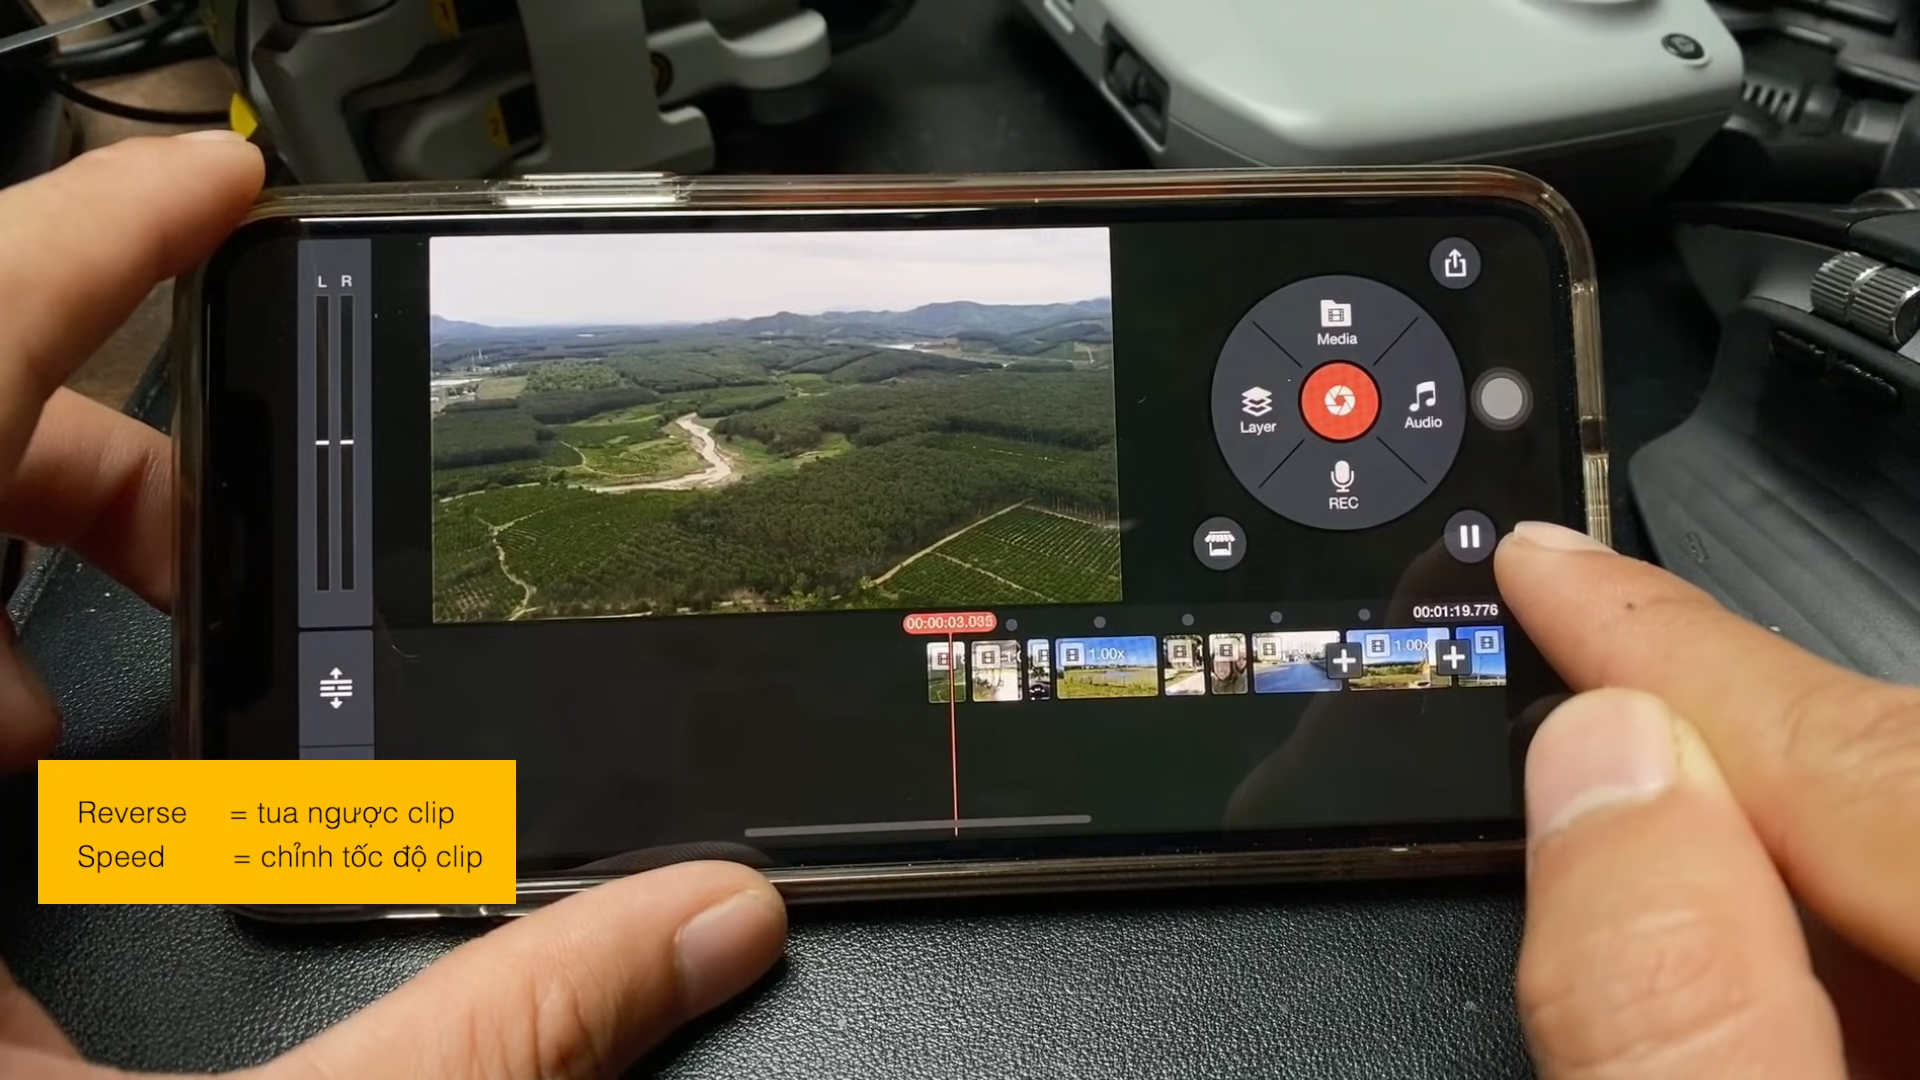 L R
Media
Layer
Audio
REC
00:00:03.035
00:01:19.776
1.00x
1.00x
Reverse = tua ngược clip
Speed = chỉnh tốc độ clip